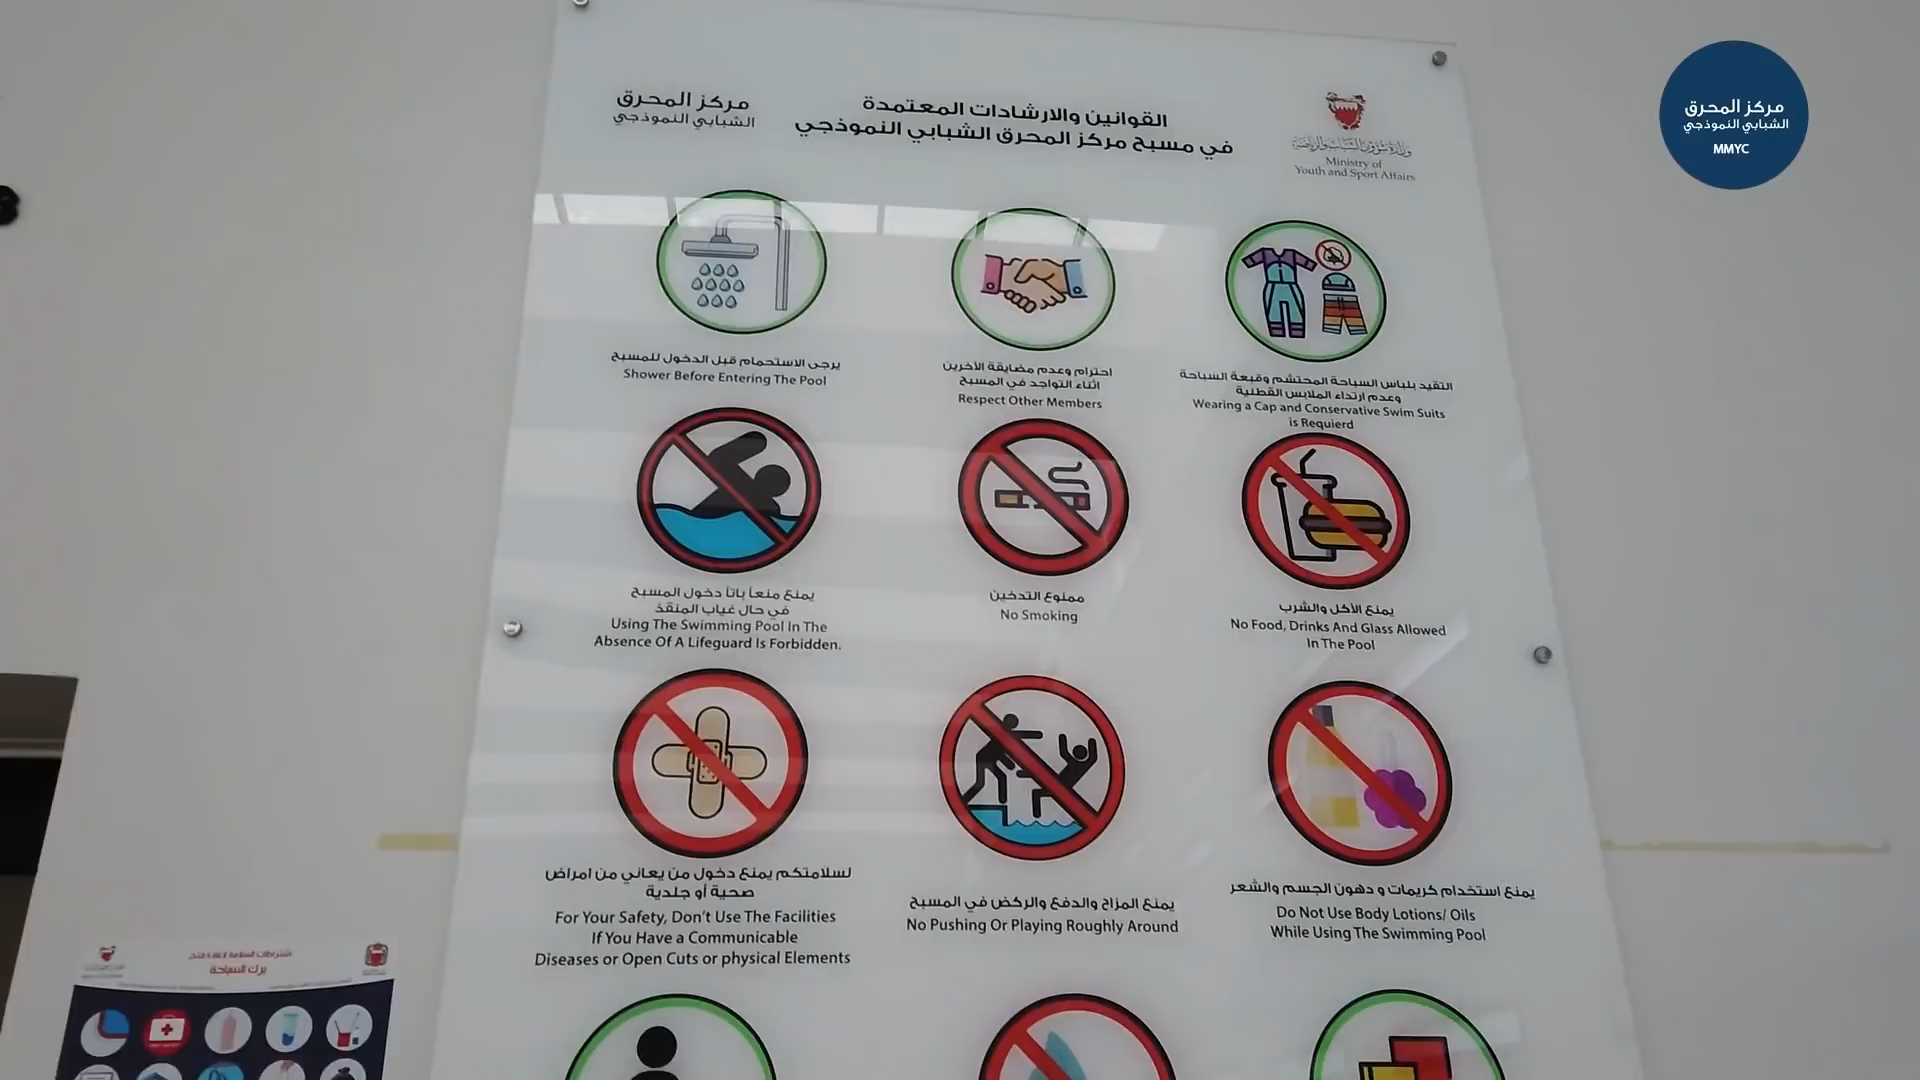 القوانين والارشادات المعتمدة
في مسبح مركز المحرق الشبابي النموذجي
مركز المحرق
الشبابي النموذجي
وزارة شؤون الشباب والرياضة
Ministry of
Youth and Sport Affairs
مركز المحرق
الشبابي النموذجي
MMYC
التقيد بلباس السباحة المحتشم وقبعة السباحة
وعدم ارتداء الملابس القطنية
Wearing a Cap and Conservative Swim Suits
is Requierd
احترام وعدم مضايقة الآخرين
اثناء التواجد في المسبح
Respect Other Members
يرجى الاستحمام قبل الدخول للمسبح
Shower Before Entering The Pool
يمنع الأكل والشرب
No Food, Drinks And Glass Allowed
In The Pool
ممنوع التدخين
No Smoking
يمنع منعاً باتاً دخول المسبح
في حال غياب المنقذ
Using The Swimming Pool In The
Absence Of A Lifeguard Is Forbidden.
يمنع استخدام كريمات و دهون الجسم والشعر
Do Not Use Body Lotions/ Oils
While Using The Swimming Pool
يمنع المزاح والدفع والركض في المسبح
No Pushing Or Playing Roughly Around
لسلامتكم يمنع دخول من يعاني من امراض
صحية أو جلدية
For Your Safety, Don't Use The Facilities
If You Have a Communicable
Diseases or Open Cuts or physical Elements
برك السباحة